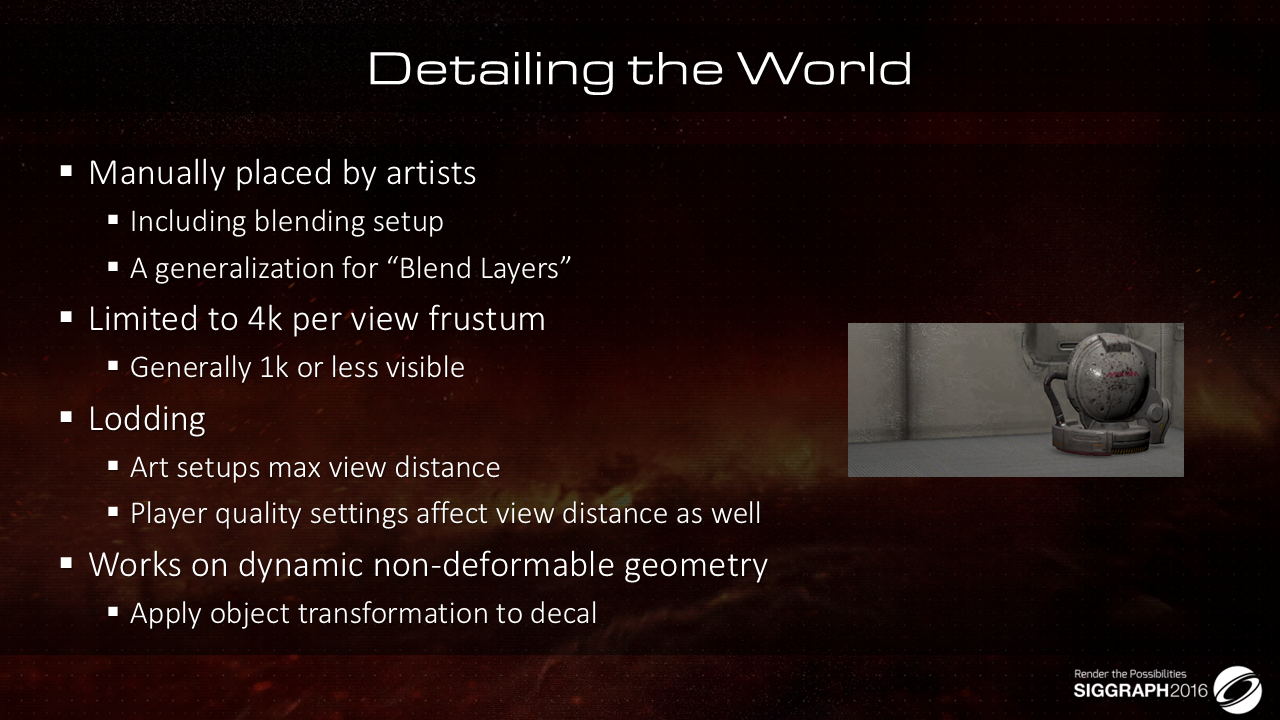 Detailing the World
▪ Manually placed by artists
▪ Including blending setup
▪ A generalization for “Blend Layers”
▪ Limited to 4k per view frustum
▪ Generally 1k or less visible
▪ Lodding
▪ Art setups max view distance
▪ Player quality settings affect view distance as well
▪ Works on dynamic non-deformable geometry
▪ Apply object transformation to decal
Render the Possibilities
SIGGRAPH2016